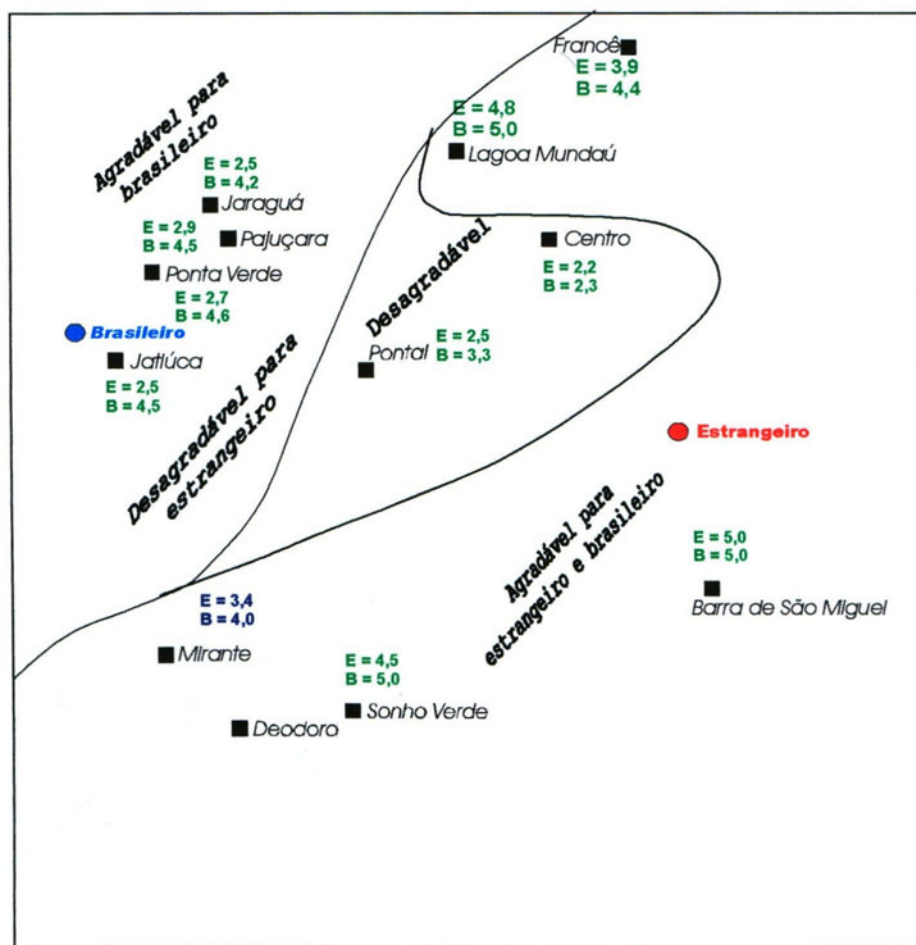 Francê
E = 3,9
B = 4,4
E = 4,8
B = 5,0
Lagoa Mundaú
Agradável para
brasileiro
E = 2,5
B = 4,2
Jaraguá
E = 2,9
B = 4,5
Pajuçara
Ponta Verde
E = 2,7
B = 4,6
Brasileiro
Jatiúca
E = 2,5
B = 4,5
Desagradável para
estrangeiro
Desagradável
Centro
E = 2,2
B = 2,3
Pontal
E = 2,5
B = 3,3
Estrangeiro
Agradável para
estrangeiro e brasileiro
E = 5,0
B = 5,0
Barra de São Miguel
E = 3,4
B = 4,0
Mirante
E = 4,5
B = 5,0
Sonho Verde
Deodoro